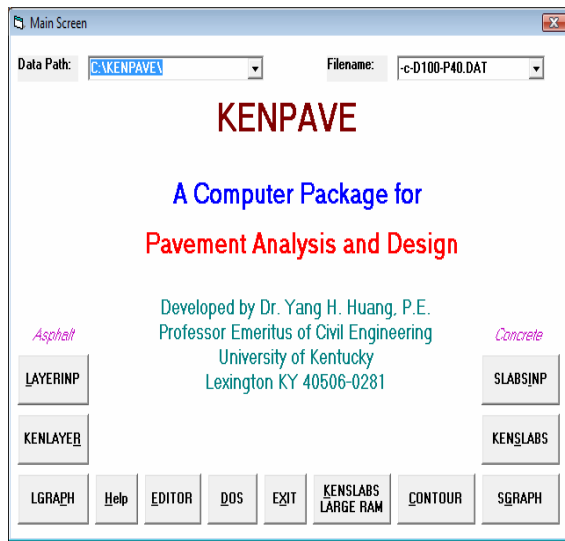 Main Screen
Data Path: C:\KENPAVE\ Filename: -c-D100-P40.DAT
KENPAVE
A Computer Package for
Pavement Analysis and Design
Developed by Dr. Yang H. Huang, P.E.
Professor Emeritus of Civil Engineering
University of Kentucky
Lexington KY 40506-0281
Asphalt Concrete
LAYERINP SLABSINP
KENLAYER KENSLABS
LGRAPH Help EDITOR DOS EXIT KENSLABS LARGE RAM CONTOUR SGRAPH